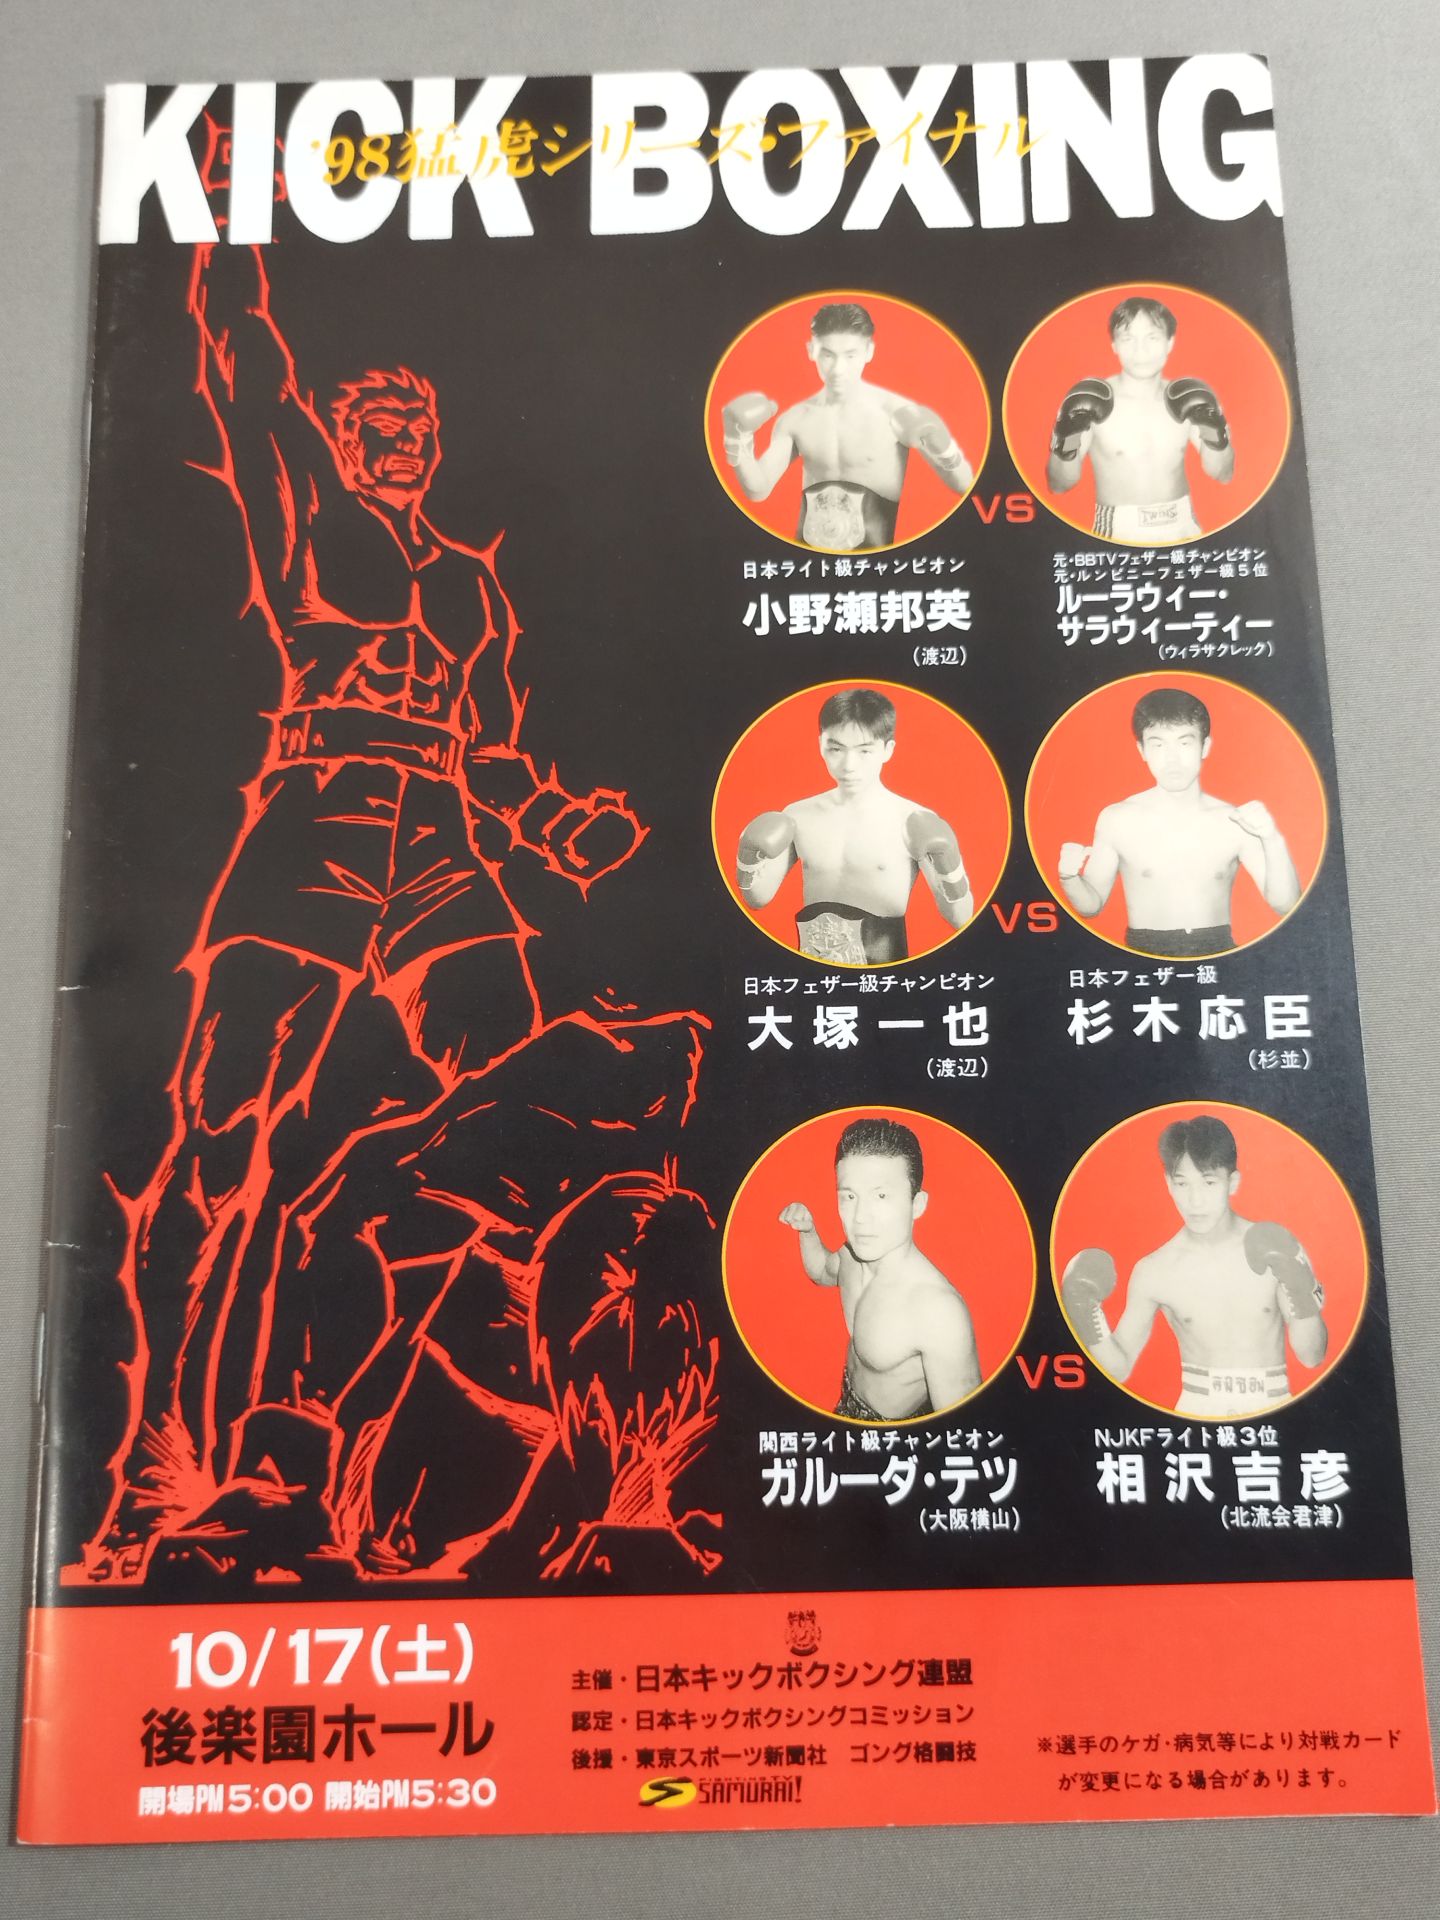 KICK BOXING
'98猛虎シリーズ・ファイナル
VS
日本ライト級チャンピオン
小野瀬邦英
(渡辺)
元・BBTVフェザー級チャンピオン
元・ルンピニーフェザー級5位
ルーラウィー・
サラウィーティー
(ウィラサクレック)
VS
日本フェザー級チャンピオン
大塚一也
(渡辺)
日本フェザー級
杉木応臣
(杉並)
VS
関西ライト級チャンピオン
ガルーダ・テツ
(大阪横山)
NJKFライト級3位
相沢吉彦
(北流会君津)
10/17(土)
後楽園ホール
開場PM5:00 開始PM5:30
主催・日本キックボクシング連盟
認定・日本キックボクシングコミッション
後援・東京スポーツ新聞社 ゴング格闘技
FIGHTING TV
SAMURAI!
※選手のケガ・病気等により対戦カード
が変更になる場合があります。
TWINS